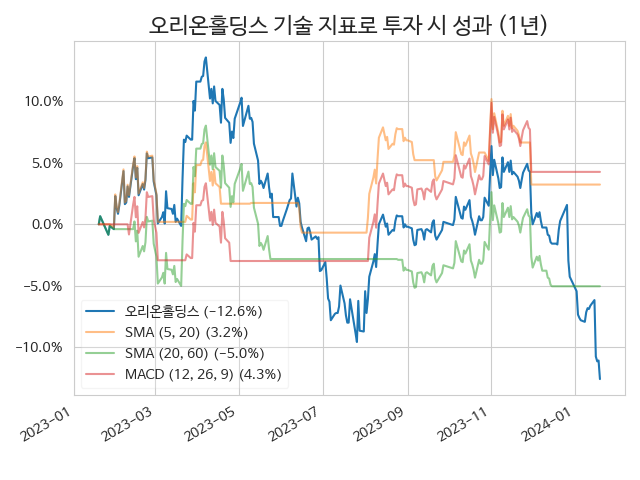 오리온홀딩스 기술 지표로 투자 시 성과 (1년)
10.0%
5.0%
0.0%
−5.0%
−10.0%
오리온홀딩스 (−12.6%)
SMA (5, 20) (3.2%)
SMA (20, 60) (−5.0%)
MACD (12, 26, 9) (4.3%)
2023−01
2023−03
2023−05
2023−07
2023−09
2023−11
2024−01